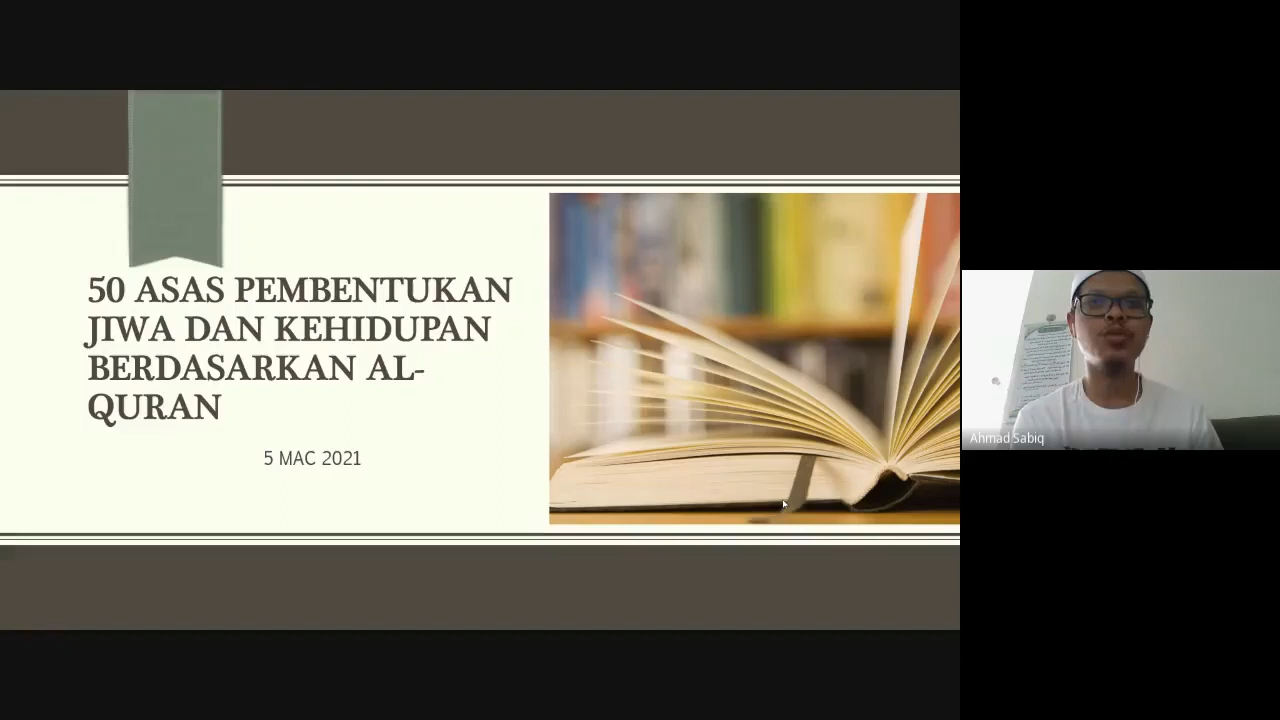 50 ASAS PEMBENTUKAN
JIWA DAN KEHIDUPAN
BERDASARKAN AL-
QURAN
5 MAC 2021
Ahmad Sabiq